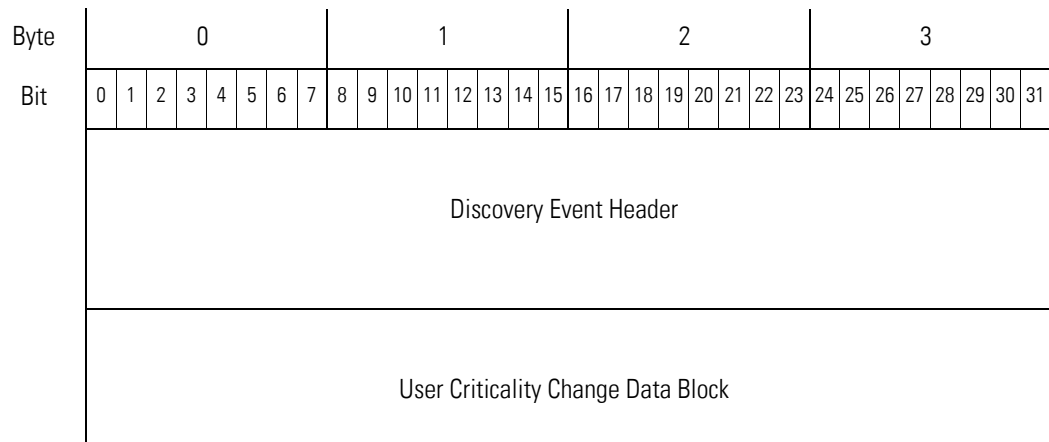 Byte 0 1 2 3
Bit 0 1 2 3 4 5 6 7 8 9 10 11 12 13 14 15 16 17 18 19 20 21 22 23 24 25 26 27 28 29 30 31
Discovery Event Header
User Criticality Change Data Block